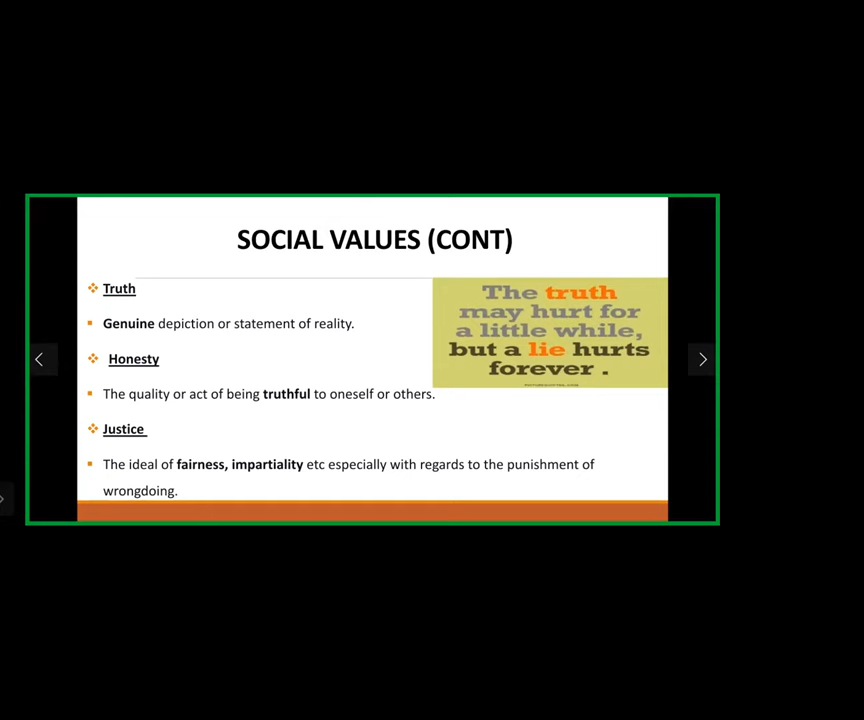 SOCIAL VALUES (CONT)
Truth
Genuine depiction or statement of reality.
Honesty
The quality or act of being truthful to oneself or others.
Justice
The ideal of fairness, impartiality etc especially with regards to the punishment of
wrongdoing.
The truth
may hurt for
a little while,
but a lie hurts
forever .